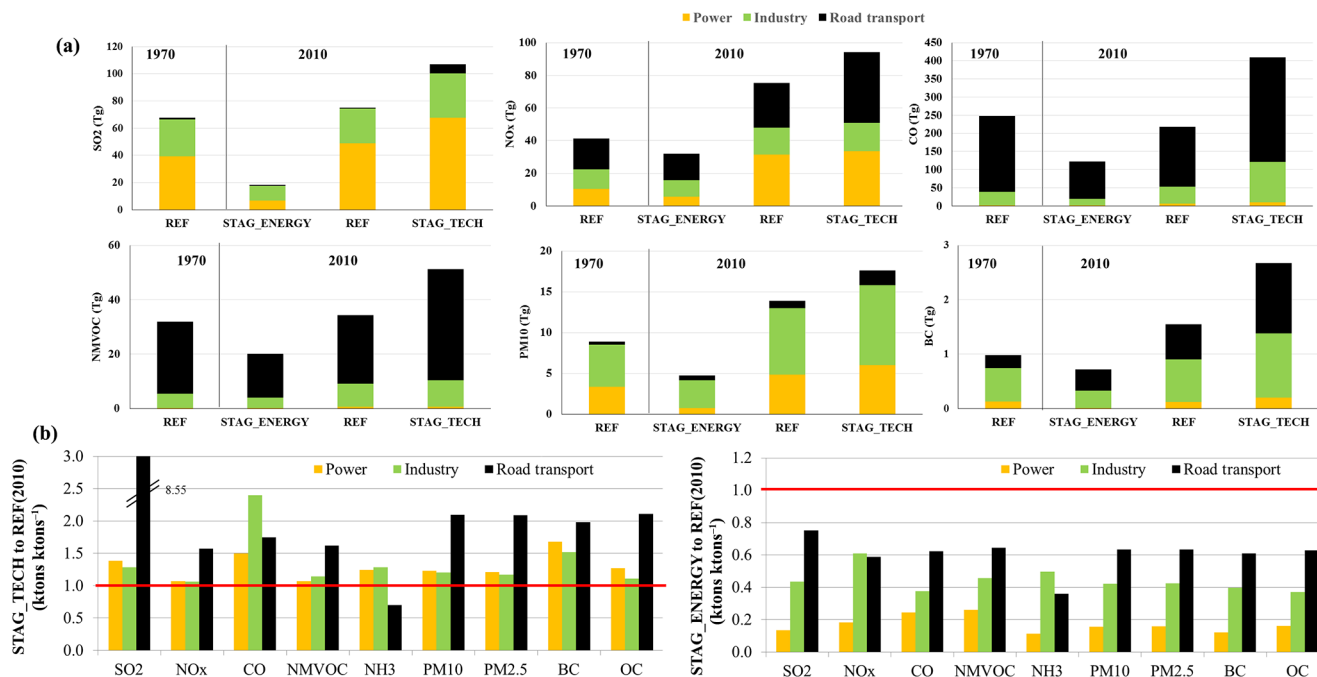 Power Industry Road transport
(a)
120
100
80
60
40
20
0
SO2 (Tg)
1970 2010
REF STAG_ENERGY REF STAG_TECH
100
80
60
40
20
0
NOx (Tg)
1970 2010
REF STAG_ENERGY REF STAG_TECH
450
400
350
300
250
200
150
100
50
0
CO (Tg)
1970 2010
REF STAG_ENERGY REF STAG_TECH
60
40
20
0
NMVOC (Tg)
1970 2010
REF STAG_ENERGY REF STAG_TECH
20
15
10
5
0
PM10 (Tg)
1970 2010
REF STAG_ENERGY REF STAG_TECH
3
2
1
0
BC (Tg)
1970 2010
REF STAG_ENERGY REF STAG_TECH
(b)
STAG_TECH to REF(2010)
(ktons ktons⁻¹)
3.0
2.5
2.0
1.5
1.0
0.5
0.0
Power Industry Road transport
8.55
SO2 NOx CO NMVOC NH3 PM10 PM2.5 BC OC
STAG_ENERGY to REF(2010)
(ktons ktons⁻¹)
1.2
1.0
0.8
0.6
0.4
0.2
0.0
Power Industry Road transport
SO2 NOx CO NMVOC NH3 PM10 PM2.5 BC OC